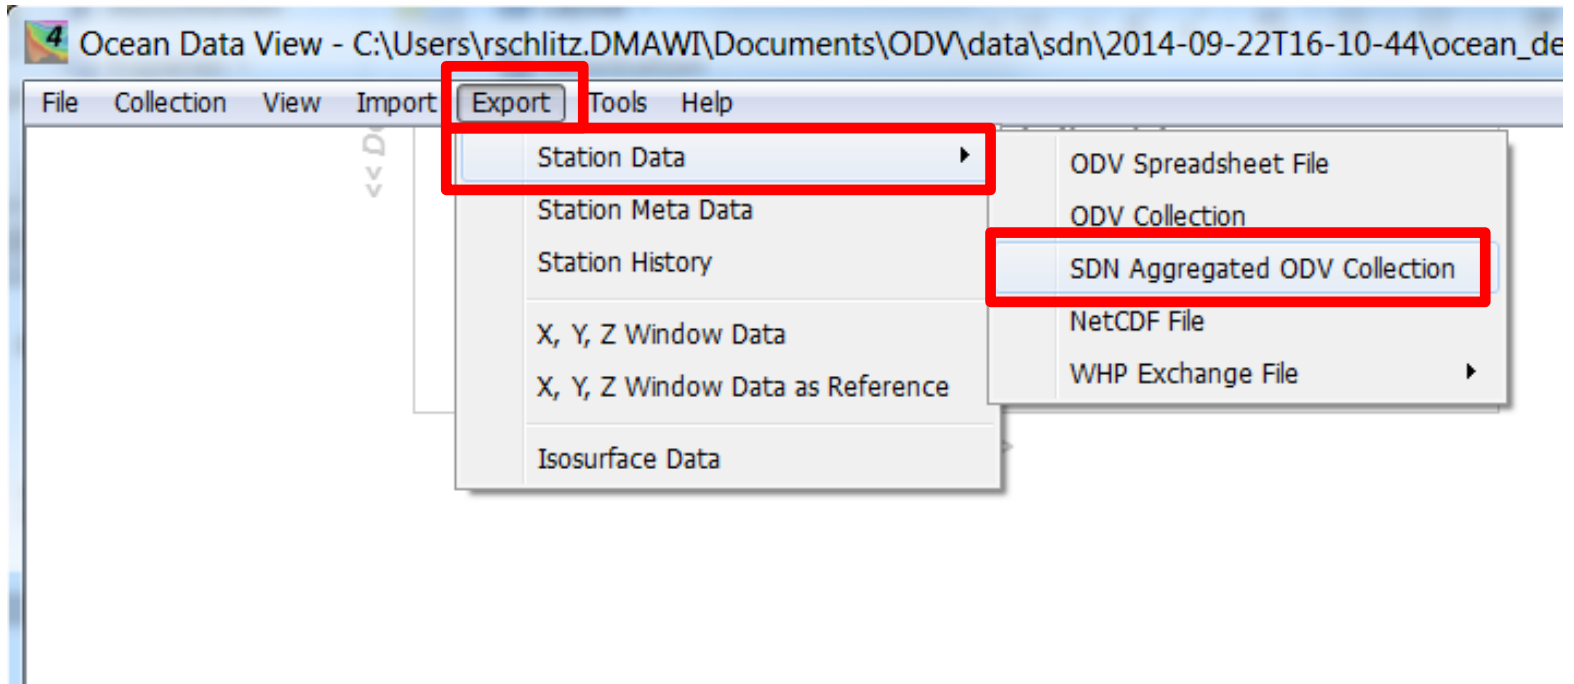 4 Ocean Data View - C:\Users\rschlitz.DMAWI\Documents\ODV\data\sdn\2014-09-22T16-10-44\ocean_de
File Collection View Import Export Tools Help
<< D
Station Data
Station Meta Data
Station History
X, Y, Z Window Data
X, Y, Z Window Data as Reference
Isosurface Data
ODV Spreadsheet File
ODV Collection
SDN Aggregated ODV Collection
NetCDF File
WHP Exchange File